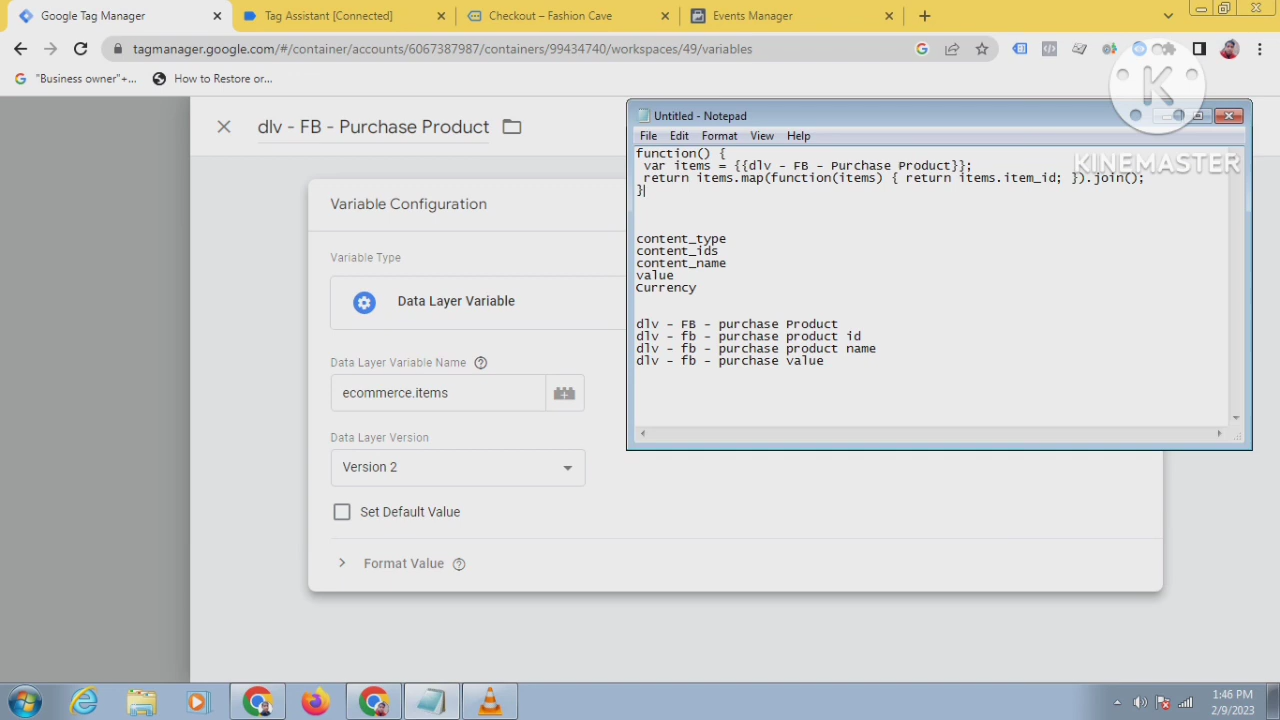 Google Tag Manager
Tag Assistant [Connected]
Checkout – Fashion Cave
Events Manager
tagmanager.google.com/#/container/accounts/6067387987/containers/99434740/workspaces/49/variables
"Business owner"+...
How to Restore or...
dlv - FB - Purchase Product
Variable Configuration
Variable Type
Data Layer Variable
Data Layer Variable Name
ecommerce.items
Data Layer Version
Version 2
Set Default Value
Format Value
Untitled - Notepad
File Edit Format View Help
function() {
var items = {{dlv - FB - Purchase Product}};
return items.map(function(items) { return items.item_id; }).join();
}
content_type
content_ids
content_name
value
Currency
dlv - FB - purchase Product
dlv - fb - purchase product id
dlv - fb - purchase product name
dlv - fb - purchase value
K
KINEMASTER
1:46 PM
2/9/2023